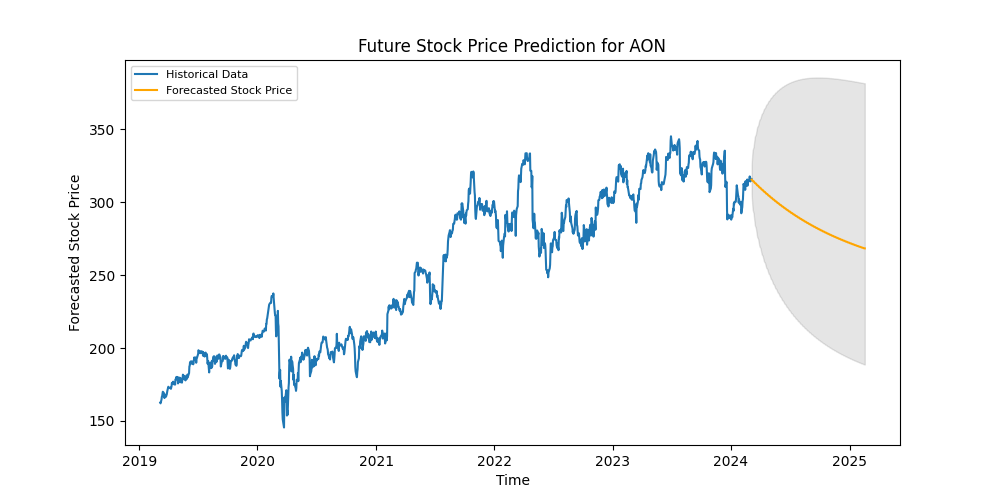 Future Stock Price Prediction for AON
Historical Data
Forecasted Stock Price
350
300
250
200
150
Forecasted Stock Price
2019
2020
2021
2022
2023
2024
2025
Time